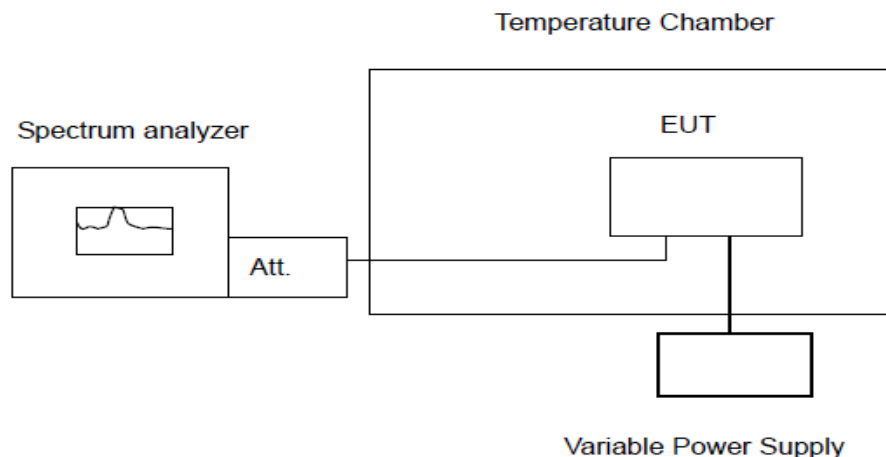 Temperature Chamber
Spectrum analyzer
EUT
Att.
Variable Power Supply